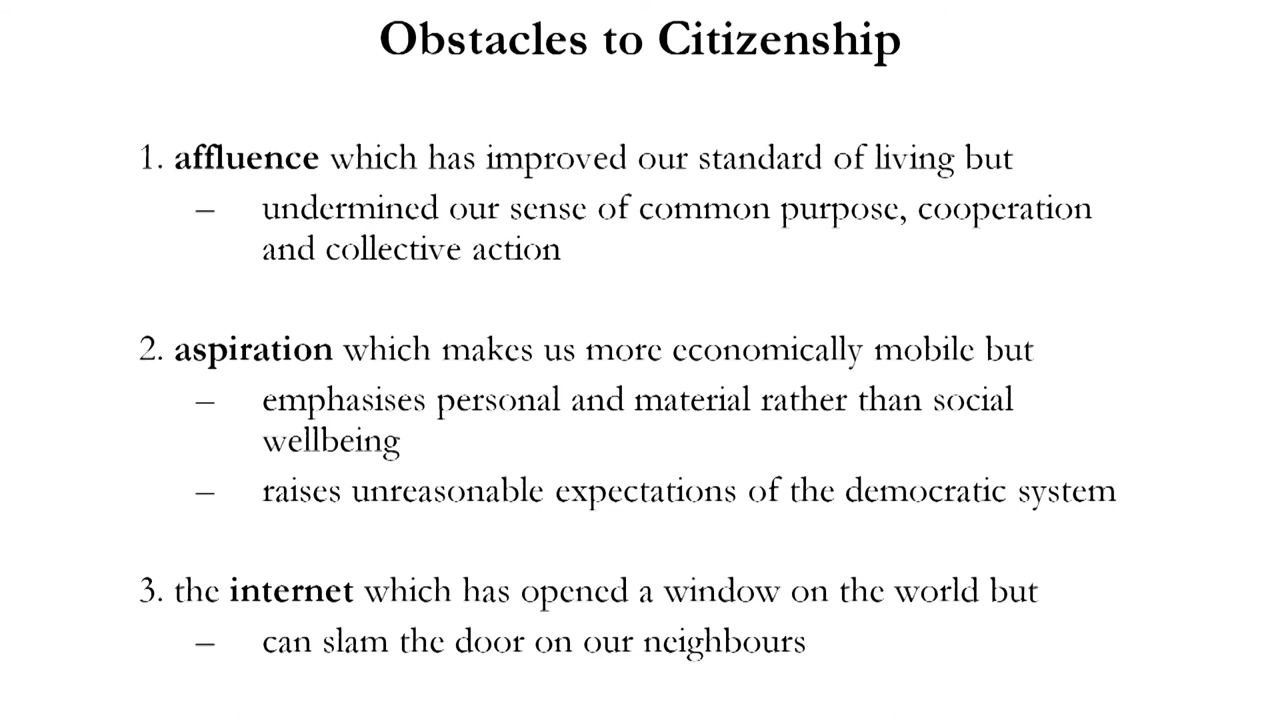 Obstacles to Citizenship
1. affluence which has improved our standard of living but
– undermined our sense of common purpose, cooperation
and collective action
2. aspiration which makes us more economically mobile but
– emphasises personal and material rather than social
wellbeing
– raises unreasonable expectations of the democratic system
3. the internet which has opened a window on the world but
– can slam the door on our neighbours